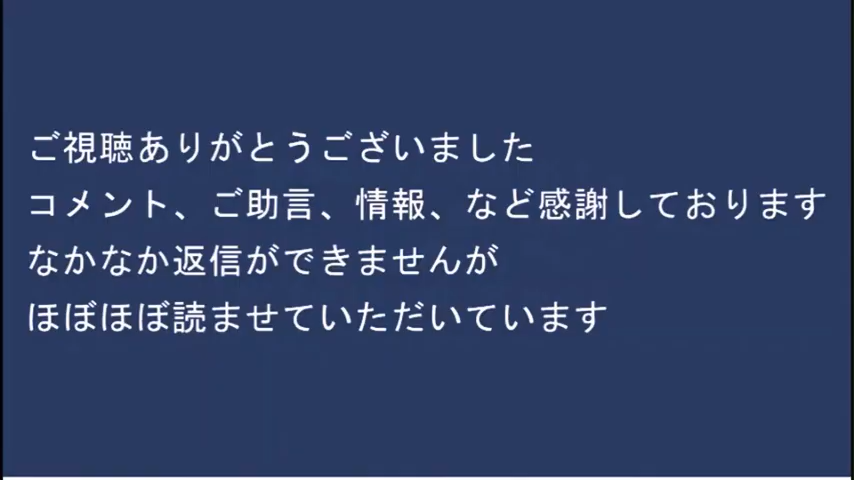 ご視聴ありがとうございました
コメント、ご助言、情報、など感謝しております
なかなか返信ができませんが
ほぼほぼ読ませていただいています